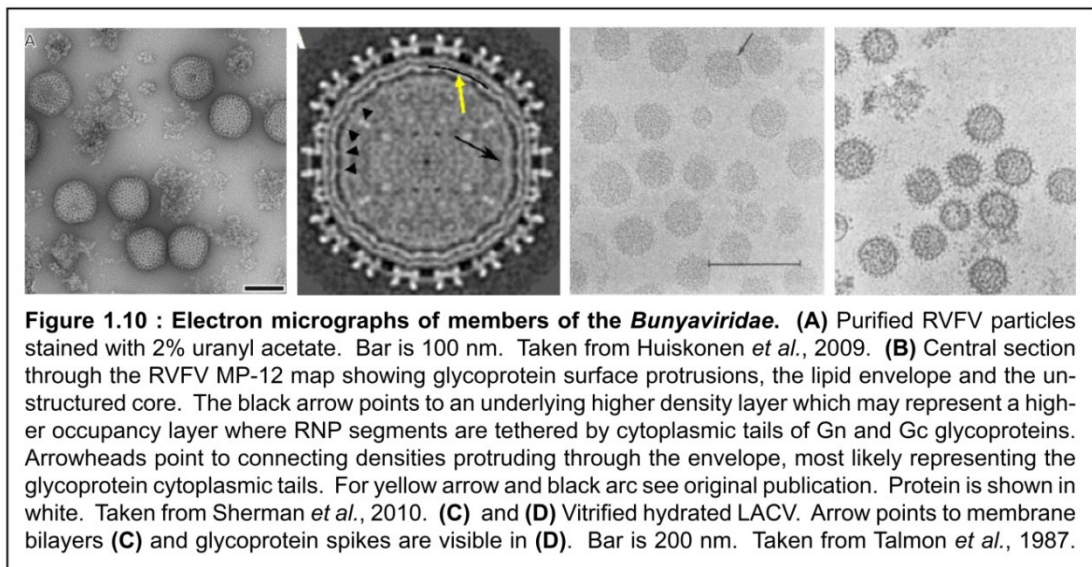 A
Figure 1.10 : Electron micrographs of members of the Bunyaviridae. (A) Purified RVFV particles
stained with 2% uranyl acetate. Bar is 100 nm. Taken from Huiskonen et al., 2009. (B) Central section
through the RVFV MP-12 map showing glycoprotein surface protrusions, the lipid envelope and the un-
structured core. The black arrow points to an underlying higher density layer which may represent a high-
er occupancy layer where RNP segments are tethered by cytoplasmic tails of Gn and Gc glycoproteins.
Arrowheads point to connecting densities protruding through the envelope, most likely representing the
glycoprotein cytoplasmic tails. For yellow arrow and black arc see original publication. Protein is shown in
white. Taken from Sherman et al., 2010. (C) and (D) Vitrified hydrated LACV. Arrow points to membrane
bilayers (C) and glycoprotein spikes are visible in (D). Bar is 200 nm. Taken from Talmon et al., 1987.